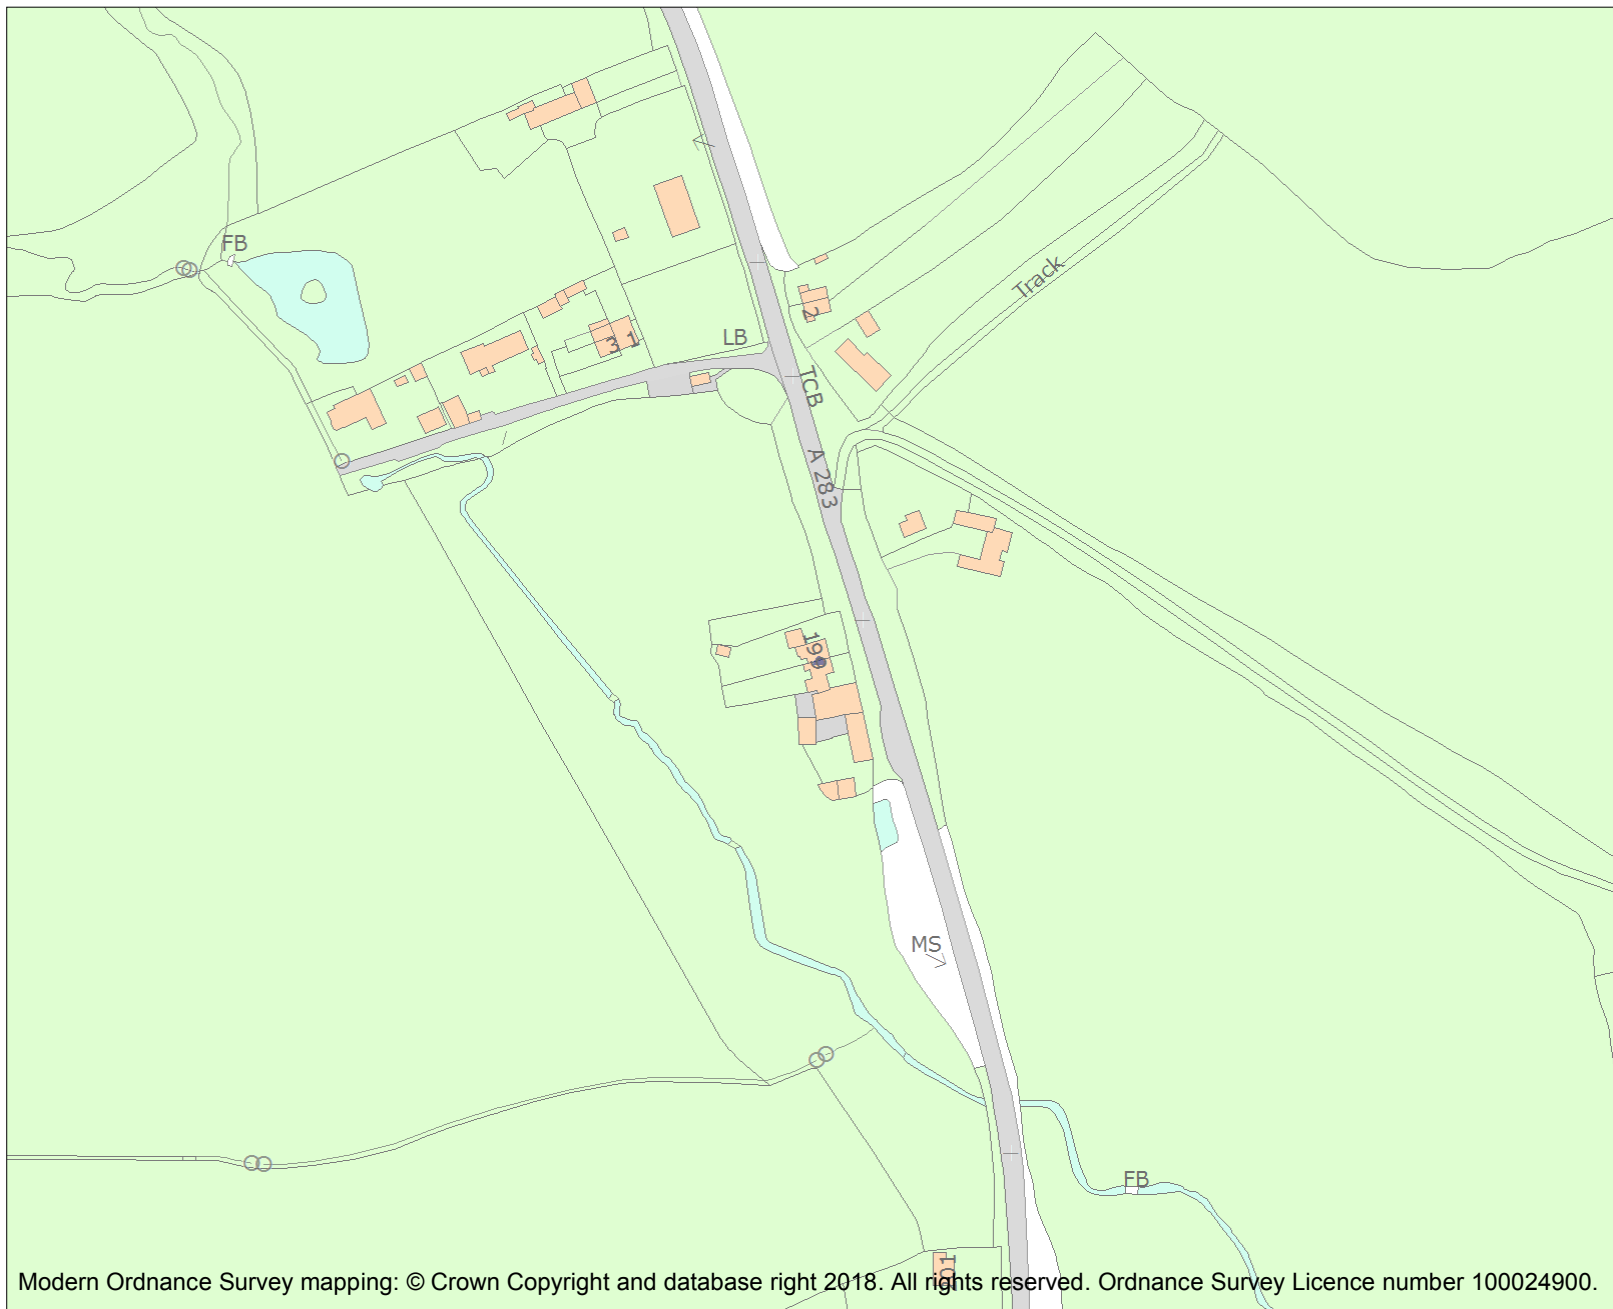 FB
Track
2
LB
3 1
TCB
A 283
MS
FB
Modern Ordnance Survey mapping: © Crown Copyright and database right 2018. All rights reserved. Ordnance Survey Licence number 100024900.